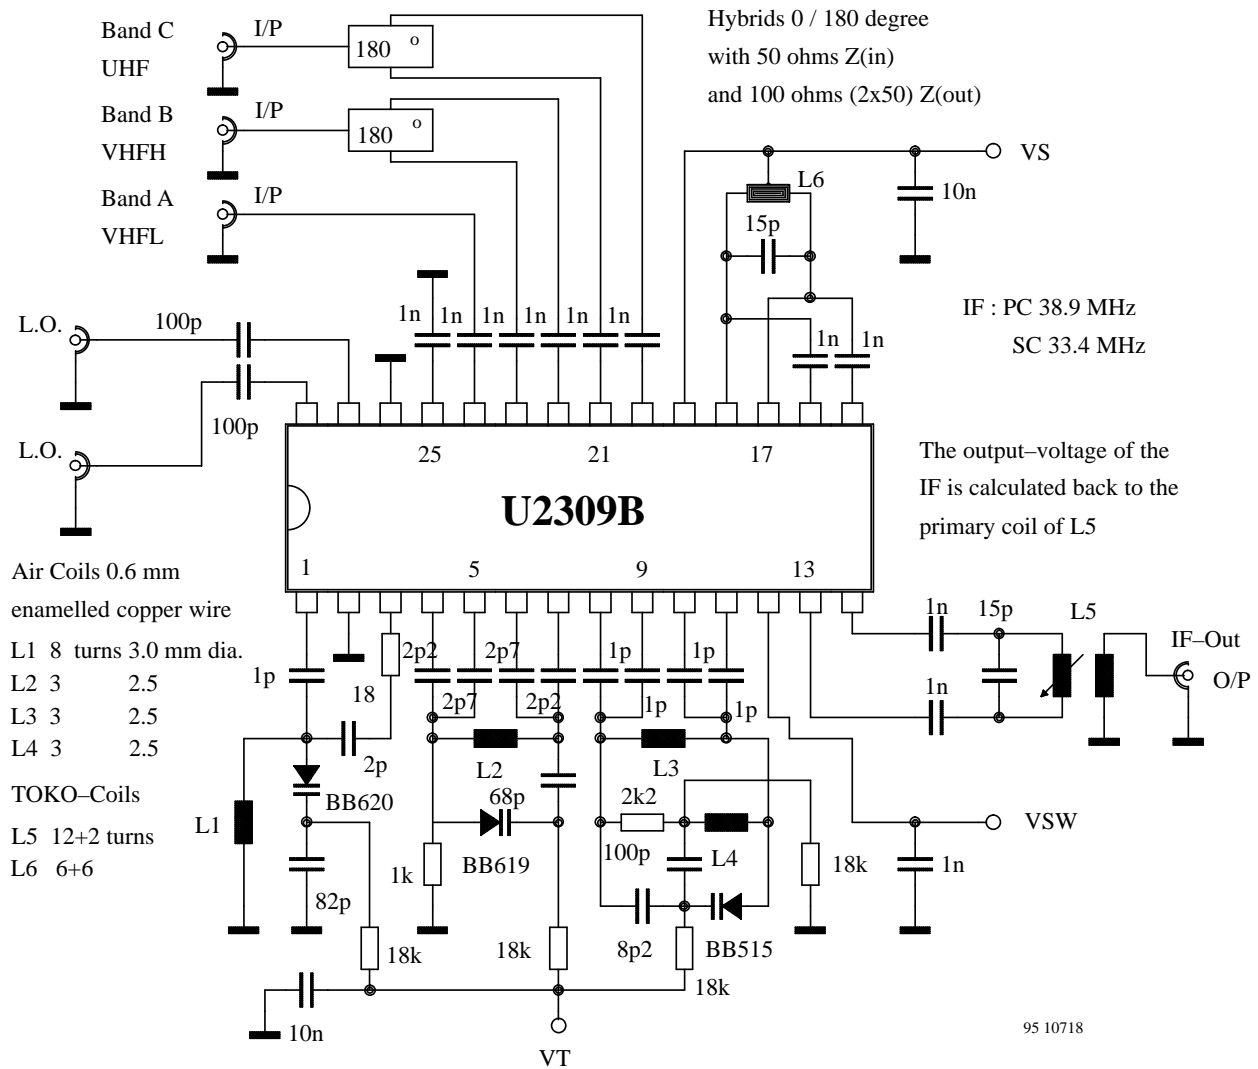 Band C
UHF
I/P
180 o
Band B
VHFH
I/P
180 o
Band A
VHFL
I/P
Hybrids 0 / 180 degree
with 50 ohms Z(in)
and 100 ohms (2x50) Z(out)
VS
L6
10n
15p
L.O.
100p
1n
1n
1n
1n
1n
1n
1n
1n
IF : PC 38.9 MHz
SC 33.4 MHz
L.O.
100p
25
21
17
U2309B
1
5
9
13
The output–voltage of the
IF is calculated back to the
primary coil of L5
Air Coils 0.6 mm
enamelled copper wire
L1 8 turns 3.0 mm dia.
L2 3 2.5
L3 3 2.5
L4 3 2.5
TOKO–Coils
L5 12+2 turns
L6 6+6
1n
15p
L5
IF–Out
O/P
1n
1p
18
2p2
2p7
2p7
2p2
1p
1p
1p
1p
2p
BB620
L2
68p
L3
2k2
L1
BB619
100p
L4
VSW
1k
18k
1n
82p
18k
18k
8p2
BB515
18k
10n
VT
95 10718